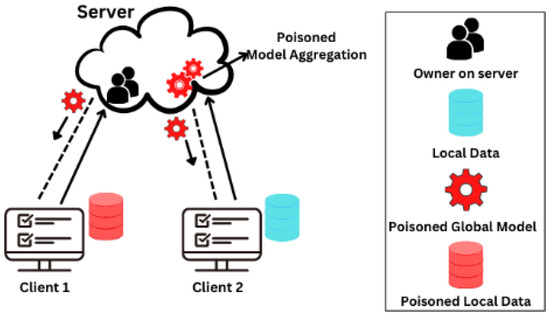 Server
Poisoned
Model Aggregation
Client 1
Client 2
Owner on server
Local Data
Poisoned Global Model
Poisoned Local Data